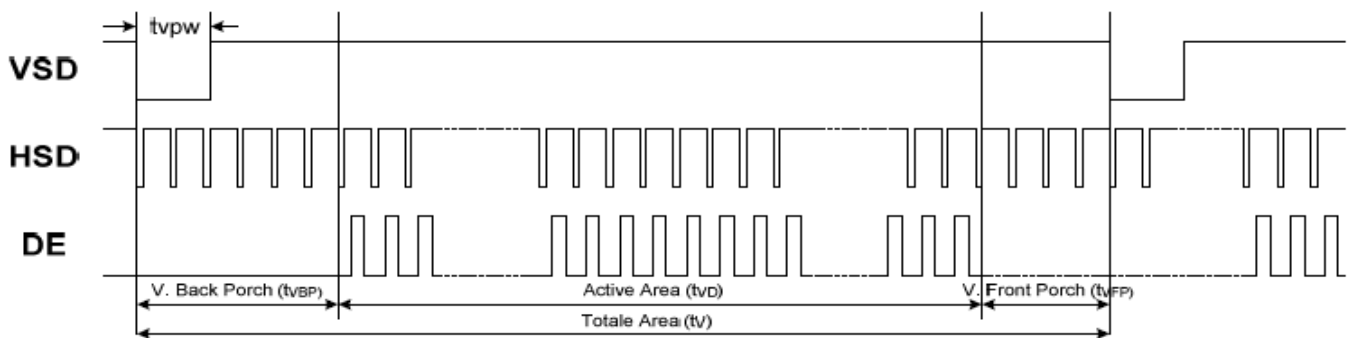 tvpw
VSD
HSD
DE
V. Back Porch (tVBP) Active Area (tVD) V. Front Porch (tVFP)
Totale Area (tV)